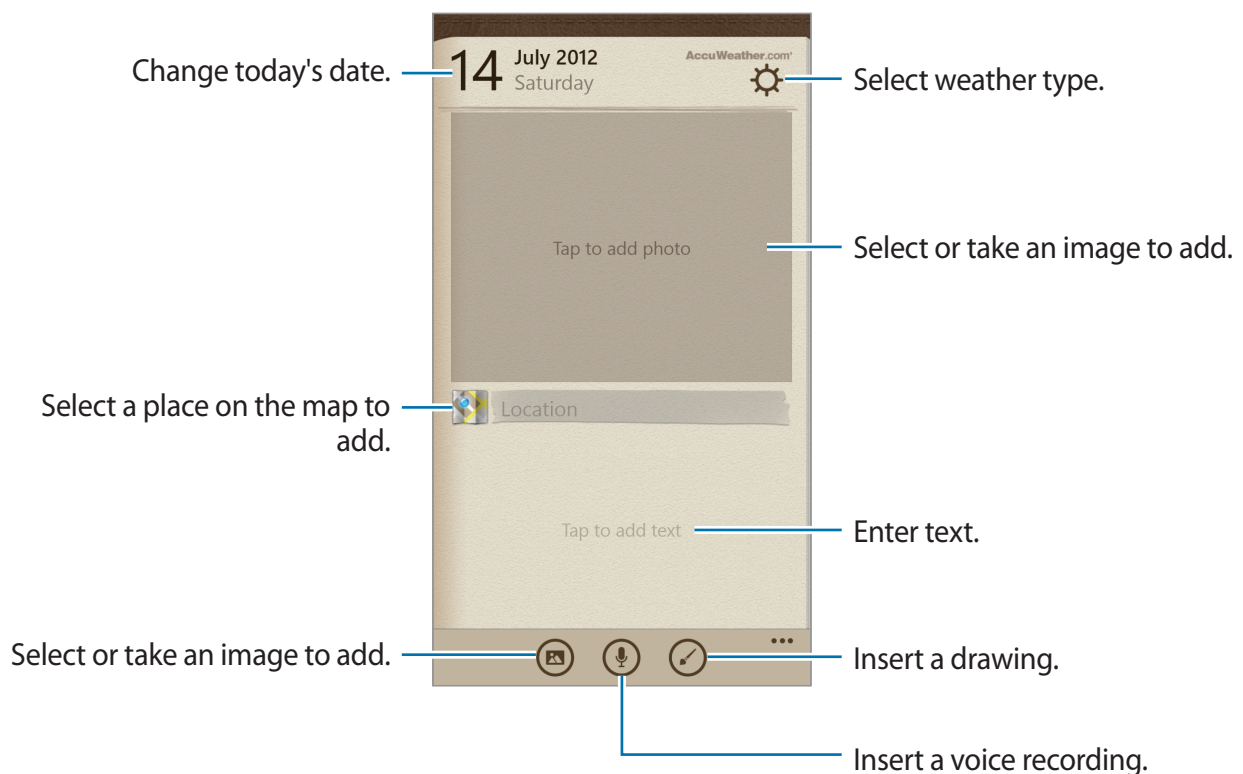 Change today's date.
14
July 2012
Saturday
AccuWeather.com®
Select weather type.
Tap to add photo
Select or take an image to add.
Select a place on the map to
add.
Location
Tap to add text
Enter text.
Select or take an image to add.
Insert a drawing.
Insert a voice recording.